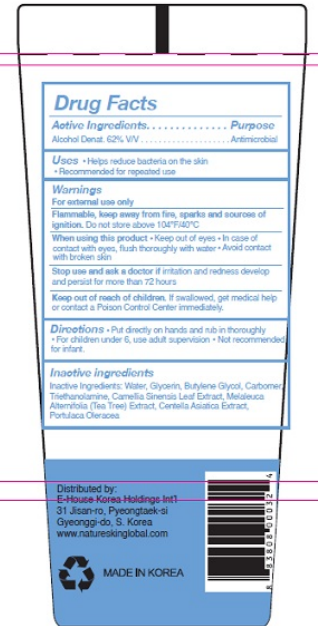 Drug Facts
Active Ingredients. . . . . . . . . . . . . . Purpose
Alcohol Denat. 62% V/V . . . . . . . . . . . . . . . . . . . . Antimicrobial
Uses • Helps reduce bacteria on the skin
• Recommended for repeated use
Warnings
For external use only
Flammable, keep away from fire, sparks and sources of
ignition. Do not store above 104°F/40°C
When using this product • Keep out of eyes • In case of
contact with eyes, flush thoroughly with water • Avoid contact
with broken skin
Stop use and ask a doctor if irritation and redness develop
and persist for more than 72 hours
Keep out of reach of children. If swallowed, get medical help
or contact a Poison Control Center immediately.
Directions • Put directly on hands and rub in thoroughly
• For children under 6, use adult supervision • Not recommended
for infant.
Inactive ingredients
Inactive Ingredients: Water, Glycerin, Butylene Glycol, Carbomer,
Triethanolamine, Camellia Sinensis Leaf Extract, Melaleuca
Alternifolia (Tea Tree) Extract, Centella Asiatica Extract,
Portulaca Oleracea
Distributed by:
E-House Korea Holdings Int'l
31 Jisan-ro, Pyeongtaek-si
Gyeonggi-do, S. Korea
www.natureskinglobal.com
MADE IN KOREA